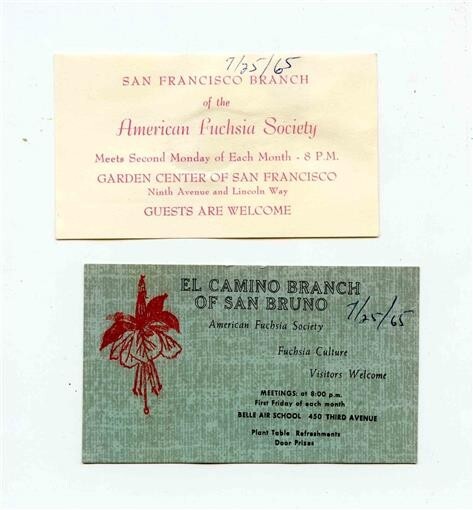 7/25/65
SAN FRANCISCO BRANCH
of the
American Fuchsia Society
Meets Second Monday of Each Month - 8 P.M.
GARDEN CENTER OF SAN FRANCISCO
Ninth Avenue and Lincoln Way
GUESTS ARE WELCOME
EL CAMINO BRANCH
OF SAN BRUNO
7/25/65
American Fuchsia Society
Fuchsia Culture
Visitors Welcome
MEETINGS: at 8:00 p.m.
First Friday of each month
BELLE AIR SCHOOL 450 THIRD AVENUE
Plant Table Refreshments
Door Prizes